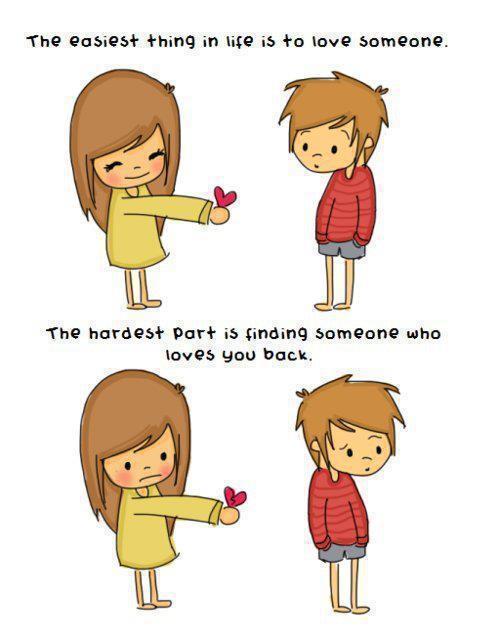 The easiest thing in life is to love someone.
The hardest part is finding someone who
loves you back.